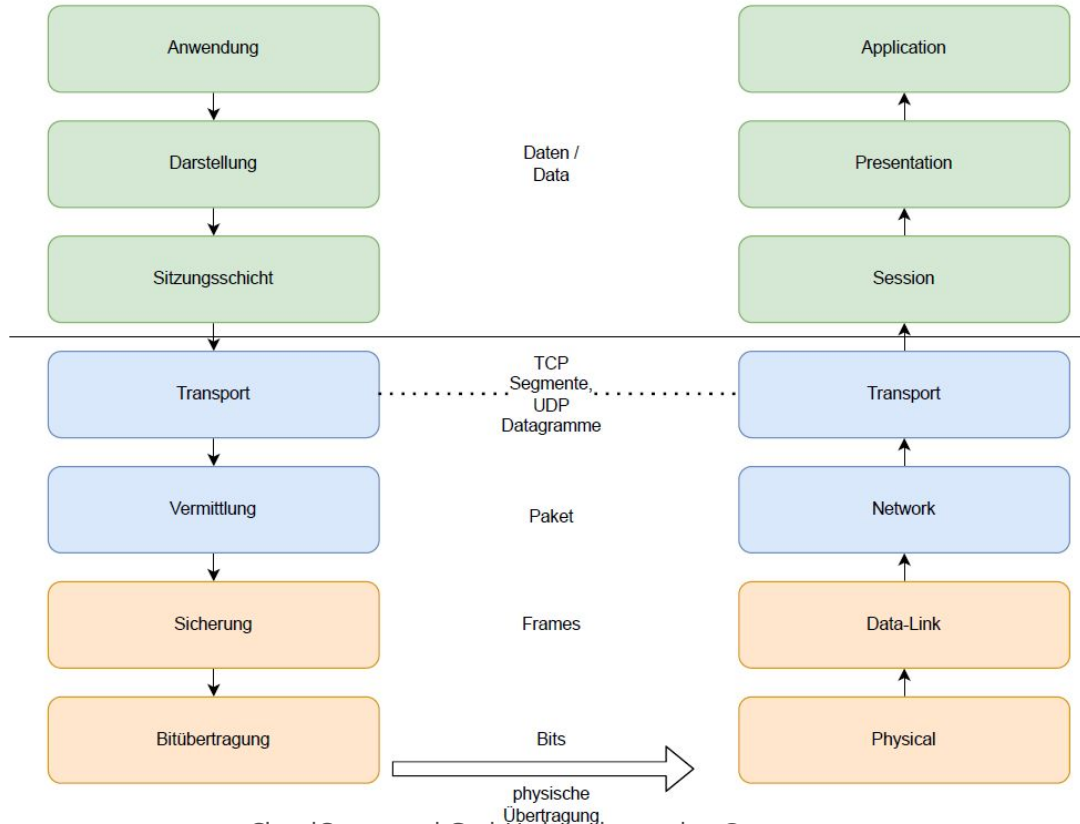 Anwendung
Application
Darstellung
Daten /
Data
Presentation
Sitzungsschicht
Session
Transport
TCP
Segmente,
UDP
Datagramme
Transport
Vermittlung
Paket
Network
Sicherung
Frames
Data-Link
Bitübertragung
Bits
Physical
physische
Übertragung